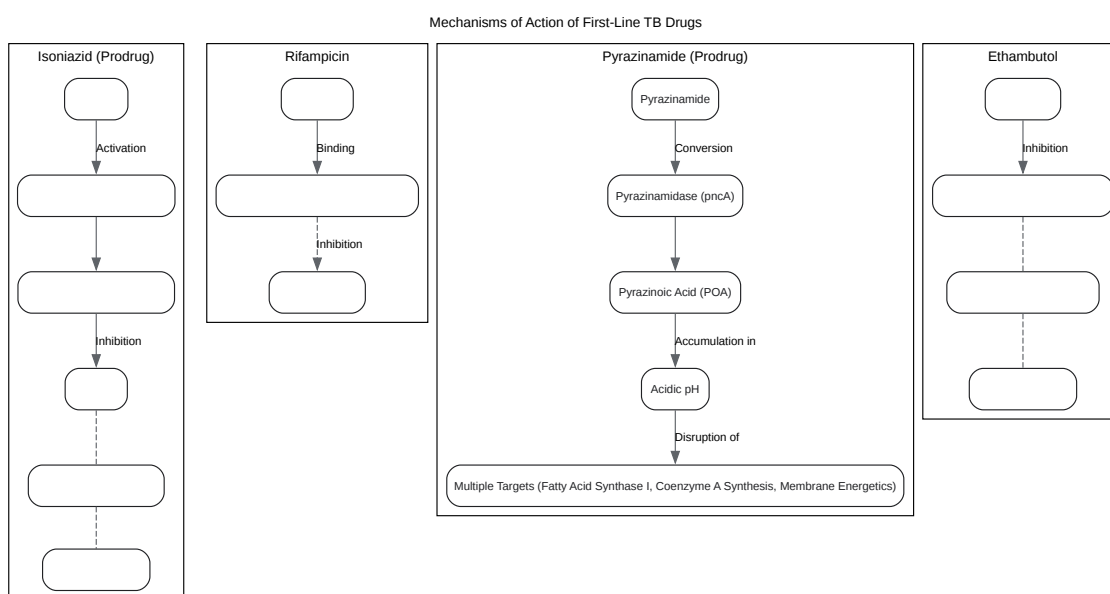 Mechanisms of Action of First-Line TB Drugs
Isoniazid (Prodrug)
Activation
Inhibition
Rifampicin
Binding
Inhibition
Pyrazinamide (Prodrug)
Pyrazinamide
Conversion
Pyrazinamidase (pncA)
Pyrazinoic Acid (POA)
Accumulation in
Acidic pH
Disruption of
Multiple Targets (Fatty Acid Synthase I, Coenzyme A Synthesis, Membrane Energetics)
Ethambutol
Inhibition